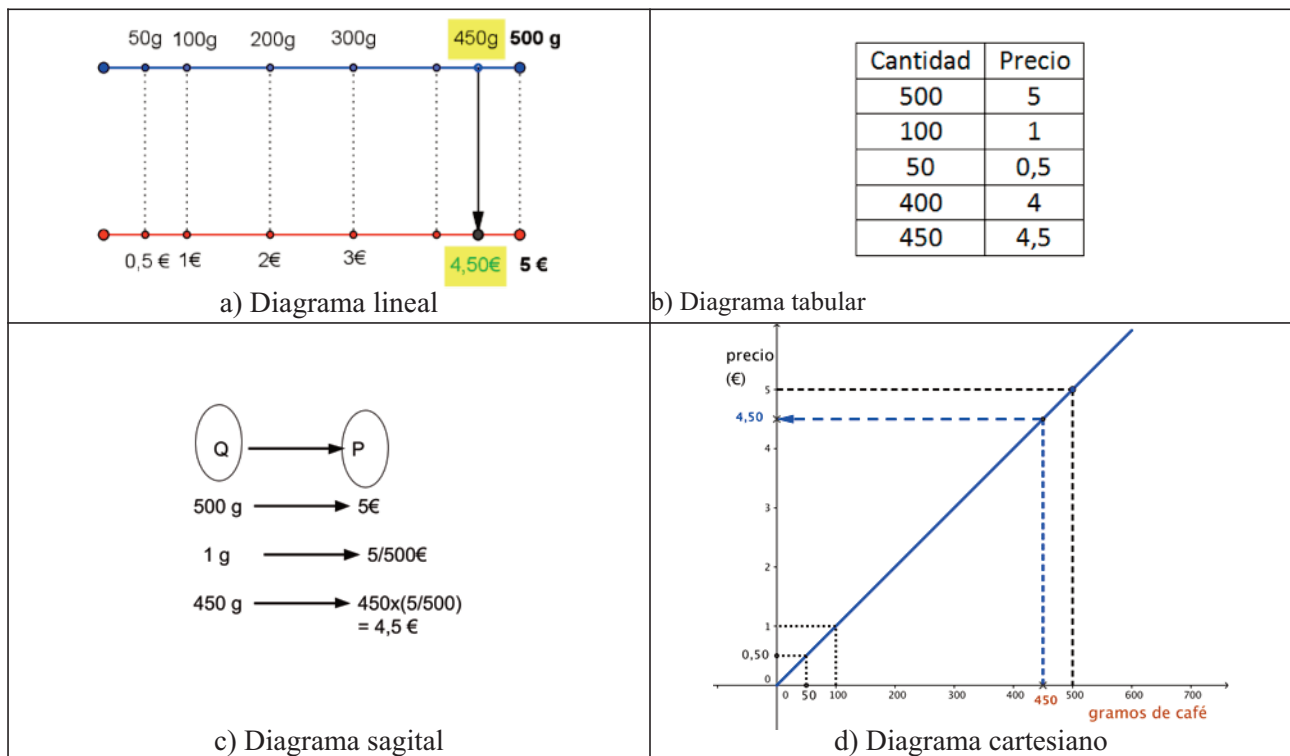 50g 100g 200g 300g 450g 500 g
0,5 € 1€ 2€ 3€ 4,50€ 5 €
a) Diagrama lineal
Cantidad Precio
500 5
100 1
50 0,5
400 4
450 4,5
b) Diagrama tabular
Q P
500 g 5€
1 g 5/500€
450 g 450x(5/500)
= 4,5 €
c) Diagrama sagital
precio
(€)
5
4,50
4
3
2
1
0,50
0
0 50 100 200 300 400 450 500 600 700
gramos de café
d) Diagrama cartesiano